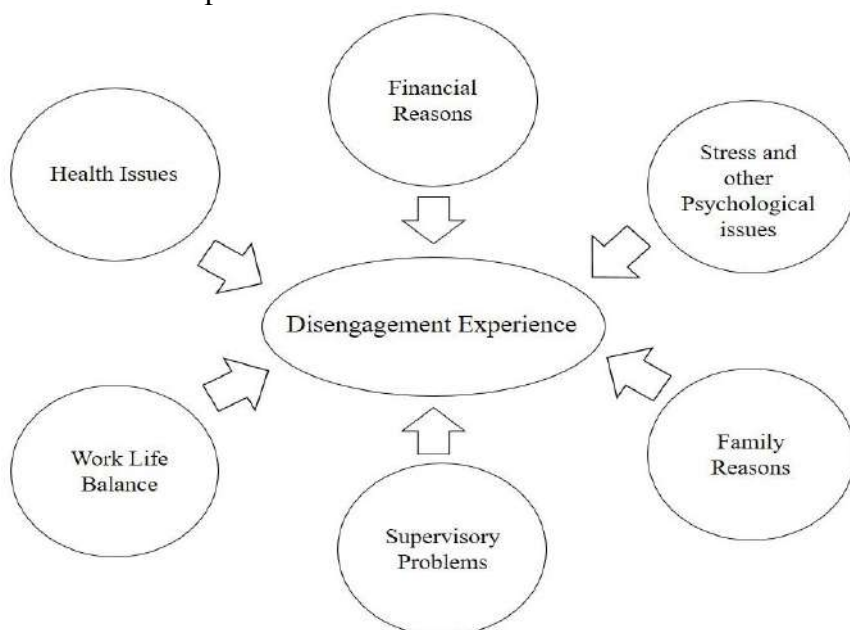 Financial
Reasons
Health Issues
Stress and
other
Psychological
issues
Disengagement Experience
Work Life
Balance
Family
Reasons
Supervisory
Problems